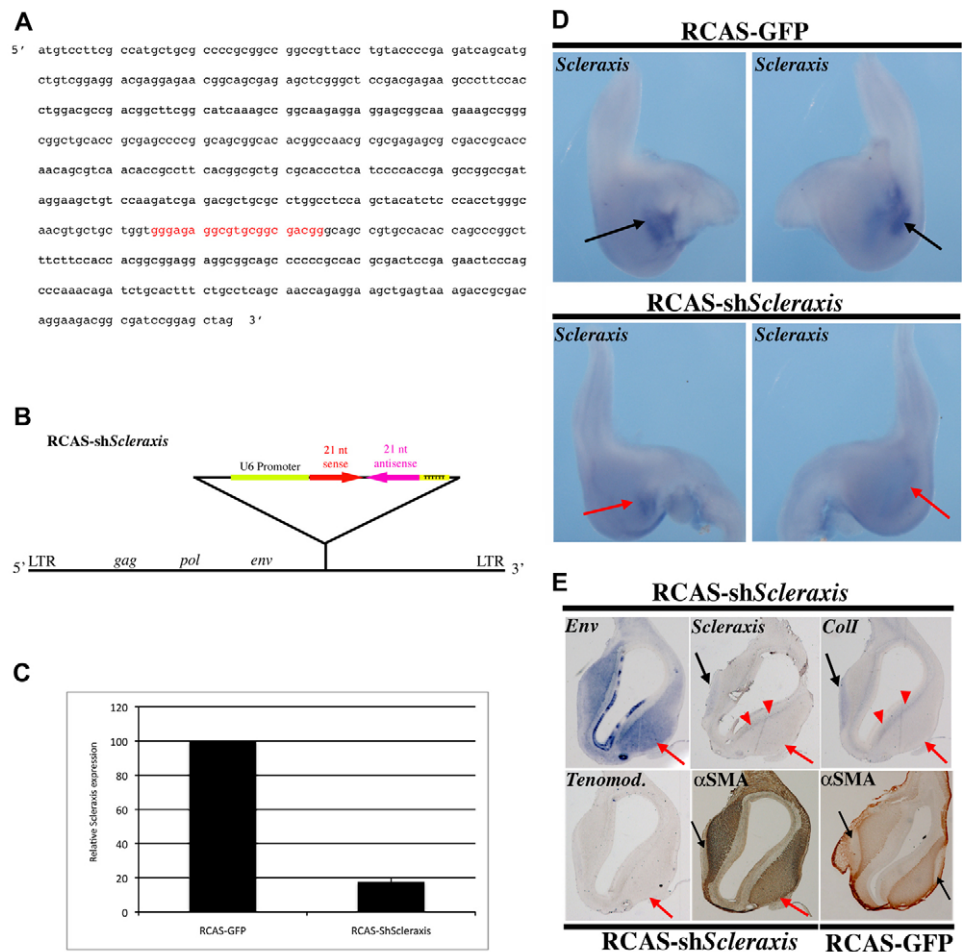 A
5’ atgtccttcg ccatgctgcg ccccgcggcc ggccgttacc tgtaccccga gatcagcatg
ctgtcggagg acgaggagaa cggcagcgag agctcgggct ccgacgagaa gcccttccac
ctggacgccg acggcttcgg catcaaagcc ggcaagagga ggagcggcaa gaaagccggg
cggctgcacc gcgagccccg gcagcggcac acggccaacg cgcgagagcg cgaccgcacc
aacagcgtca acaccgcctt cacggcgctg cgcaccctca tccccaccga gccggccgat
aggaagctgt ccaagatcga gacgctgcgc ctggcctcca gctacatctc ccacctgggc
aacgtgctgc tggtgggaga ggcgtgcggc gacgggcagc cgtgccacac cagcccggct
ttcttccacc acggcggagg aggcggcagc cccccgccac gcgactccga gaactcccag
cccaaacaga tctgcacttt ctgcctcagc aaccagagga agctgagtaa agaccgcgac
aggaagacgg cgatccggag ctag 3’
B
RCAS-shScleraxis
21 nt sense
21 nt antisense
U6 Promoter
TTTTTT
5’ LTR gag pol env LTR 3’
C
Relative Scleraxis expression
120
100
80
60
40
20
0
RCAS-GFP RCAS-ShScleraxis
D
RCAS-GFP
Scleraxis Scleraxis
RCAS-shScleraxis
Scleraxis Scleraxis
E
RCAS-shScleraxis
Env Scleraxis ColI
Tenomod. αSMA αSMA
RCAS-shScleraxis RCAS-GFP